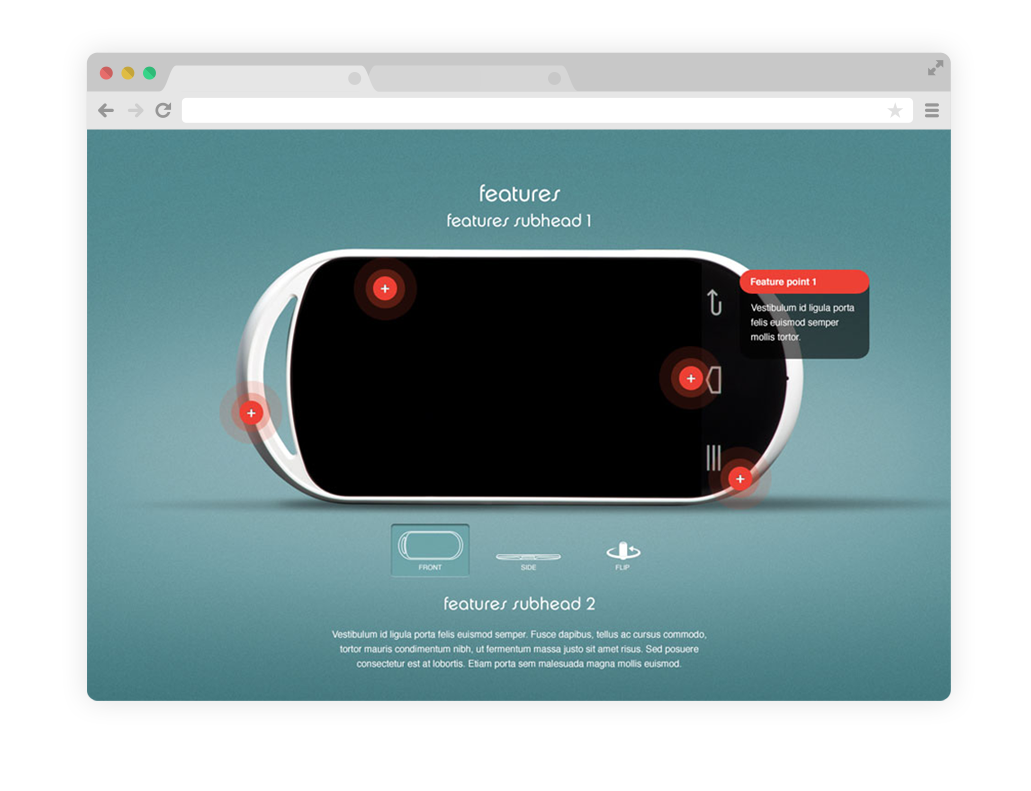 features
features subhead 1
Feature point 1
Vestibulum id ligula porta
felis euismod semper
mollis tortor.
FRONT
SIDE
FLIP
features subhead 2
Vestibulum id ligula porta felis euismod semper. Fusce dapibus, tellus ac cursus commodo,
tortor mauris condimentum nibh, ut fermentum massa justo sit amet risus. Sed posuere
consectetur est at lobortis. Etiam porta sem malesuada magna mollis euismod.